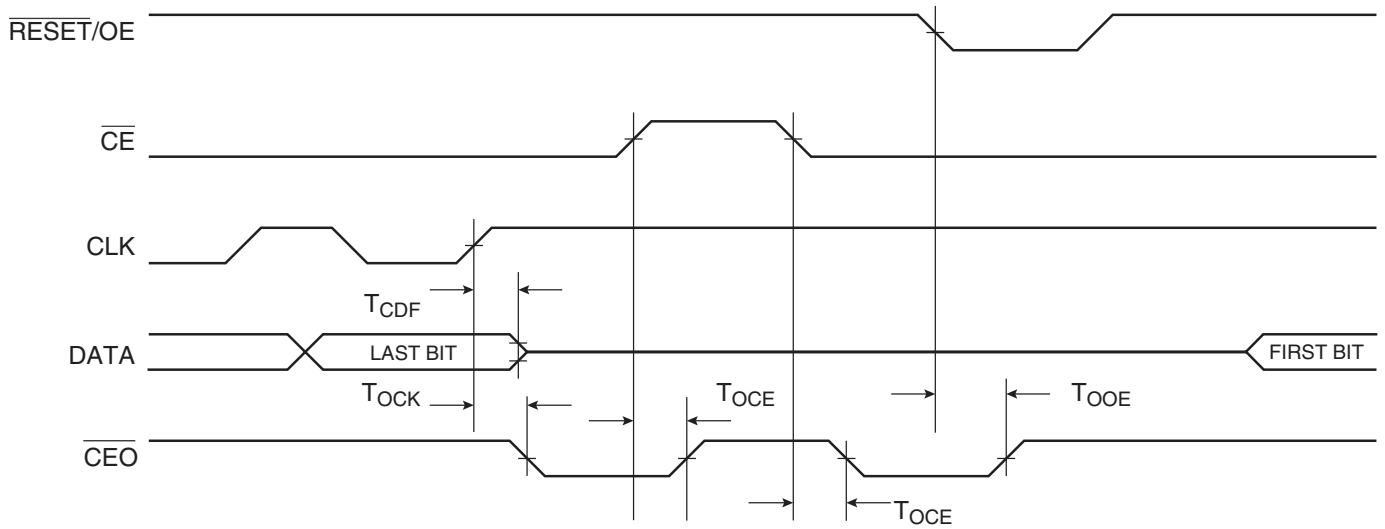 RESET/OE
CE
CLK
TCDF
DATA
LAST BIT
FIRST BIT
TOCK
TOCE
TOOE
CEO
TOCE